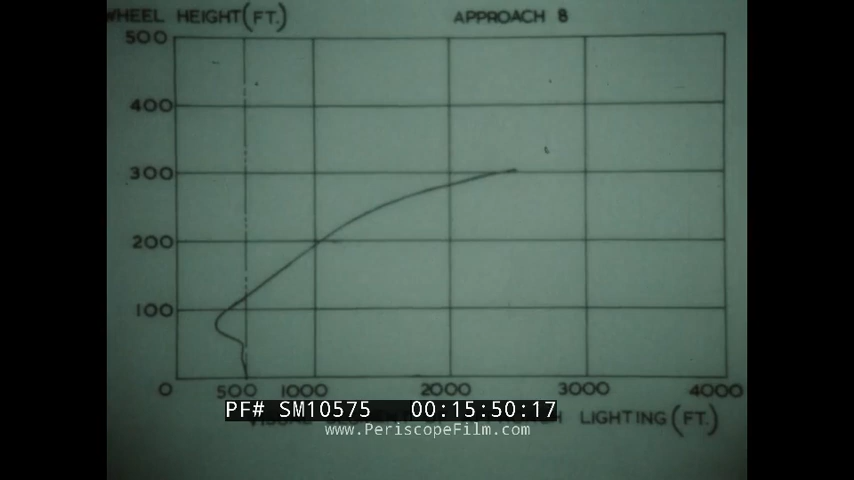 WHEEL HEIGHT(FT.)
APPROACH 8
500
400
300
200
100
0 500 1000 2000 3000 4000
LIGHTING (FT.)
PF# SM10575 00:15:50:17
www.PeriscopeFilm.com